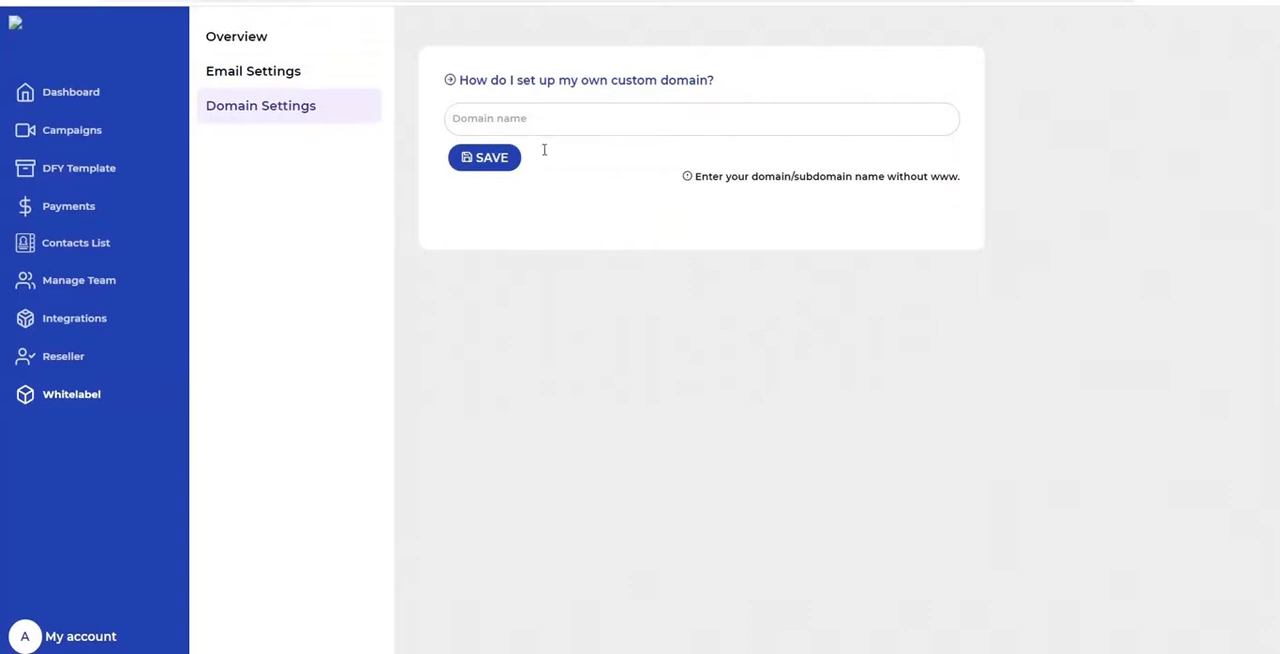 Dashboard
Campaigns
DFY Template
Payments
Contacts List
Manage Team
Integrations
Reseller
Whitelabel
A My account
Overview
Email Settings
Domain Settings
How do I set up my own custom domain?
Domain name
SAVE
Enter your domain/subdomain name without www.